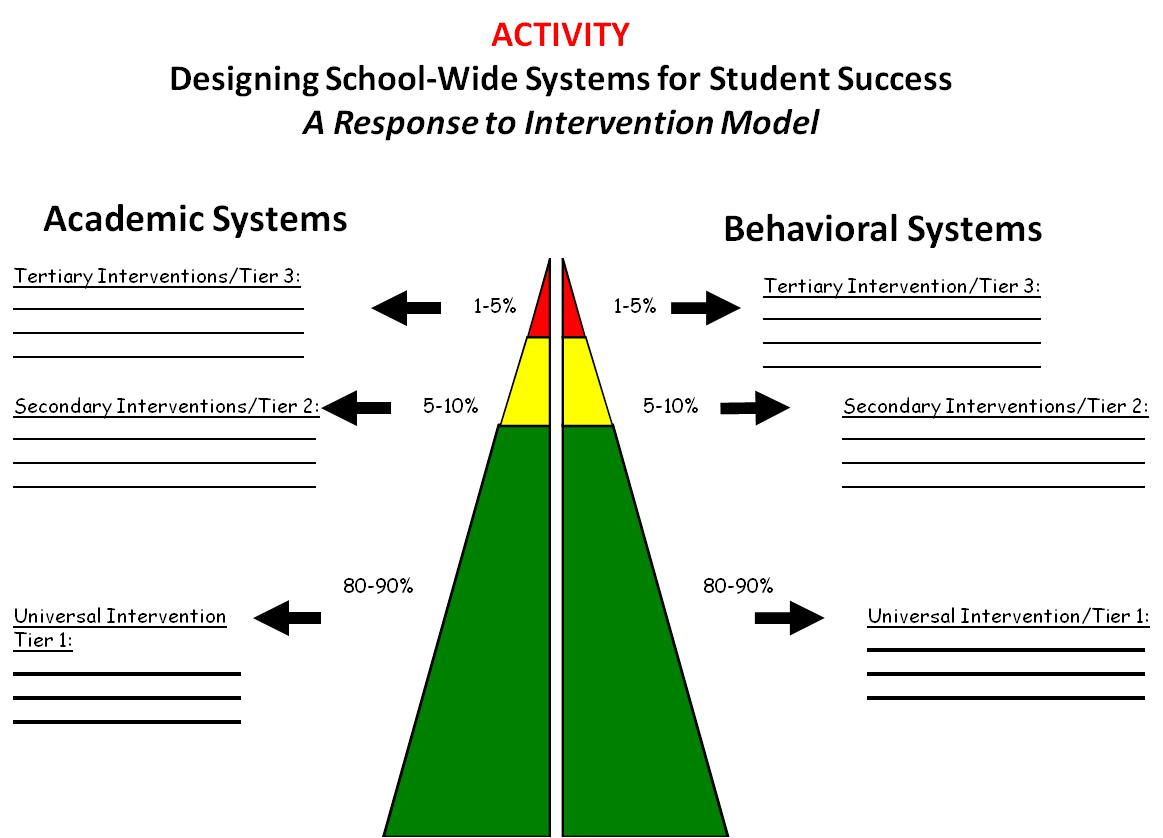 ACTIVITY
Designing School-Wide Systems for Student Success
A Response to Intervention Model
Academic Systems
Tertiary Interventions/Tier 3:
1-5%
Secondary Interventions/Tier 2:
5-10%
80-90%
Universal Intervention
Tier 1:
Behavioral Systems
1-5%
Tertiary Intervention/Tier 3:
5-10%
Secondary Interventions/Tier 2:
80-90%
Universal Intervention/Tier 1: